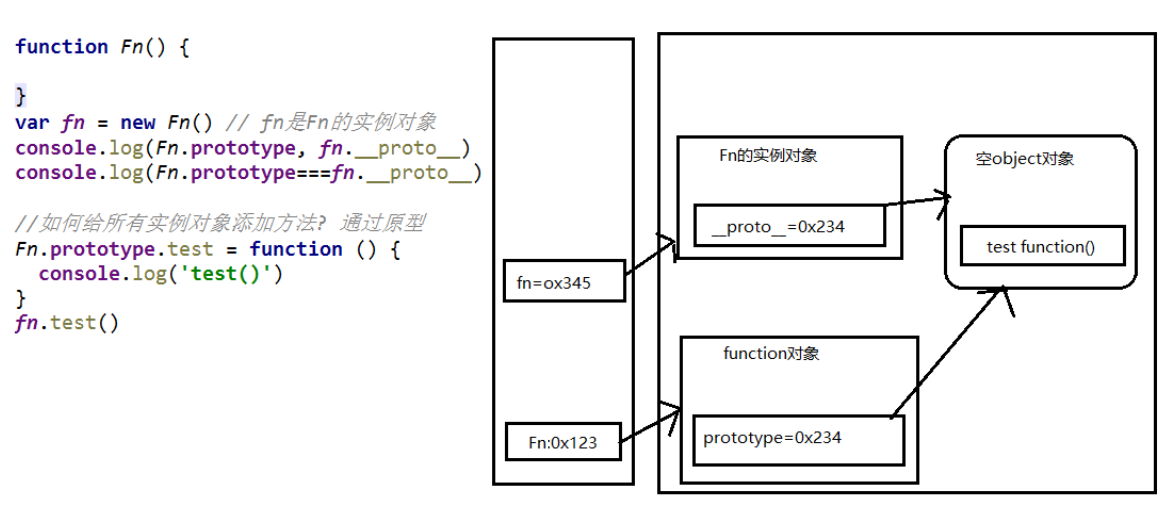 function Fn() {
}
var fn = new Fn() // fn是Fn的实例对象
console.log(Fn.prototype, fn.__proto__)
console.log(Fn.prototype===fn.__proto__)
//如何给所有实例对象添加方法? 通过原型
Fn.prototype.test = function () {
  console.log('test()')
}
fn.test()
fn=ox345
Fn:0x123
Fn的实例对象
__proto__=0x234
空object对象
test function()
function对象
prototype=0x234